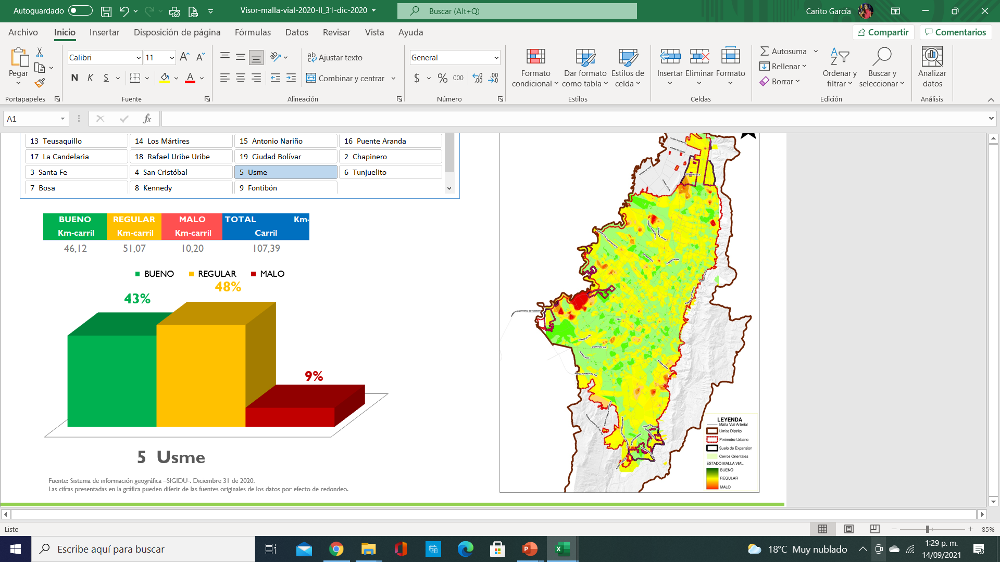 Autoguardado
Visor-malla-vial-2020-II_31-dic-2020
Buscar (Alt+Q)
Carito García
Archivo Inicio Insertar Disposición de página Fórmulas Datos Revisar Vista Ayuda
Compartir Comentarios
Pegar
Portapapeles
Calibri 11
N K S
Fuente
Ajustar texto
Combinar y centrar
Alineación
General
$ % 000
Número
Formato condicional
Dar formato como tabla
Estilos de celda
Estilos
Insertar Eliminar Formato
Celdas
Autosuma
Rellenar
Borrar
Ordenar y filtrar
Buscar y seleccionar
Edición
Analizar datos
Análisis
A1
fx
13 Teusaquillo 14 Los Mártires 15 Antonio Nariño 16 Puente Aranda
17 La Candelaria 18 Rafael Uribe Uribe 19 Ciudad Bolívar 2 Chapinero
3 Santa Fe 4 San Cristóbal 5 Usme 6 Tunjuelito
7 Bosa 8 Kennedy 9 Fontibón
BUENO REGULAR MALO TOTAL Km-
Km-carril Km-carril Km-carril Carril
46,12 51,07 10,20 107,39
BUENO REGULAR MALO
43%
48%
9%
5 Usme
Fuente: Sistema de información geográfica –SIGIDU-. Diciembre 31 de 2020.
Las cifras presentadas en la gráfica pueden diferir de las fuentes originales de los datos por efecto de redondeo.
LEYENDA
Malla Vial Arterial
Limite Distrito
Perimetro Urbano
Suelo de Expansion
Cerros Orientales
ESTADO MALLA VIAL
BUENO
REGULAR
MALO
Listo
85%
Escribe aquí para buscar
18°C Muy nublado
1:29 p. m.
14/09/2021